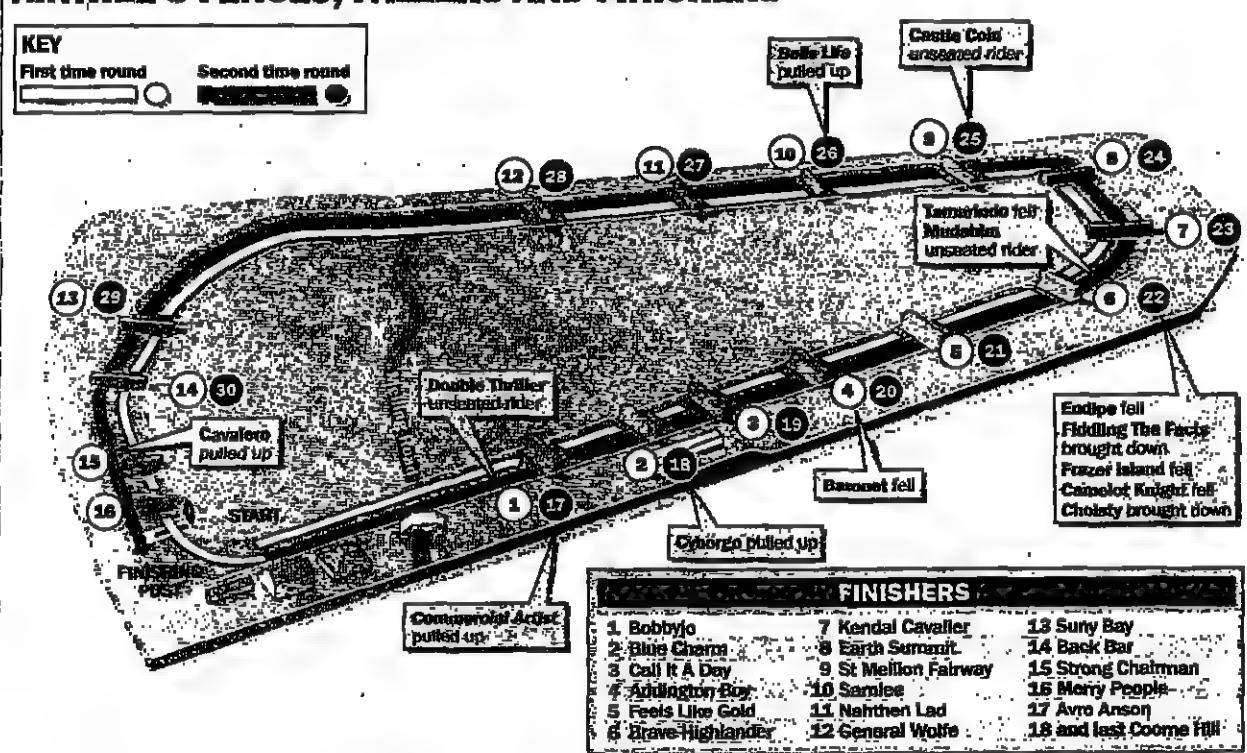 KEY
First time round
Second time round
Bells Life
pulled up
Castle Coin
unseated rider
12 28
11 27
10 26
9 25
8 24
Tamarindo fell
Mudahim
unseated rider
7 23
6 22
5 21
13 29
14 30
4 20
Double Thriller
unseated rider
3 19
Cavalero
pulled up
15
2 18
16
START
1 17
Endipe fell
Fiddling The Facts
brought down
Frazer Island fell
Camelot Knight fell
Choisty brought down
Baronet fell
Cyborgo pulled up
FINISHING
POST
Commercial Artist
pulled up
FINISHERS
1 Bobbyjo
2 Blue Charm
3 Call It A Day
4 Addington Boy
5 Feels Like Gold
6 Brave Highlander
7 Kendal Cavalier
8 Earth Summit
9 St Mellion Fairway
10 Samlee
11 Nahthen Lad
12 General Wolfe
13 Suny Bay
14 Back Bar
15 Strong Chairman
16 Merry People
17 Avro Anson
18 and last Coome Hill